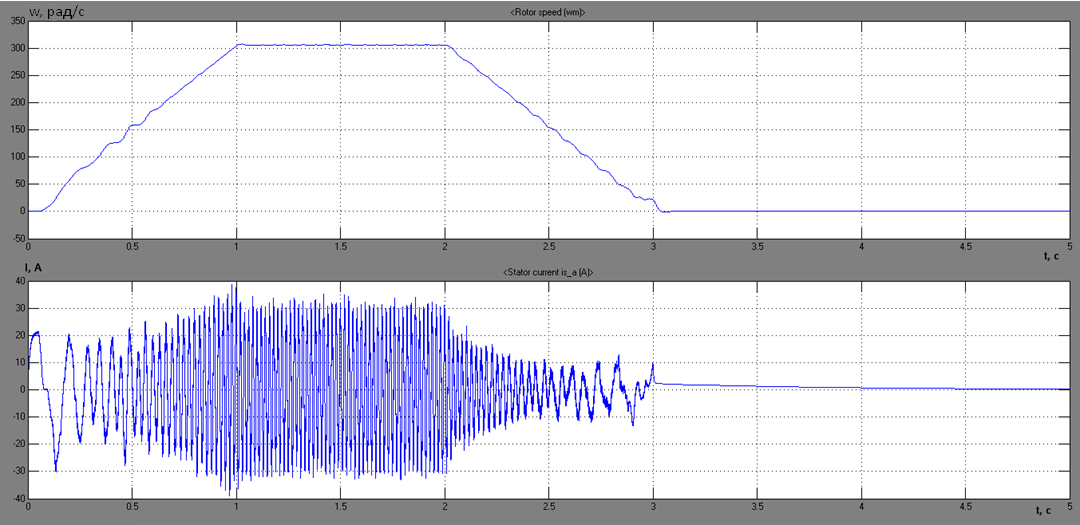 w, рад/с
<Rotor speed (wm)>
350
300
250
200
150
100
50
0
-50
0 0.5 1 1.5 2 2.5 3 3.5 4 4.5 5
t, c
I, A
<Stator current is_a (A)>
40
30
20
10
0
-10
-20
-30
-40
0 0.5 1 1.5 2 2.5 3 3.5 4 4.5 5
t, c